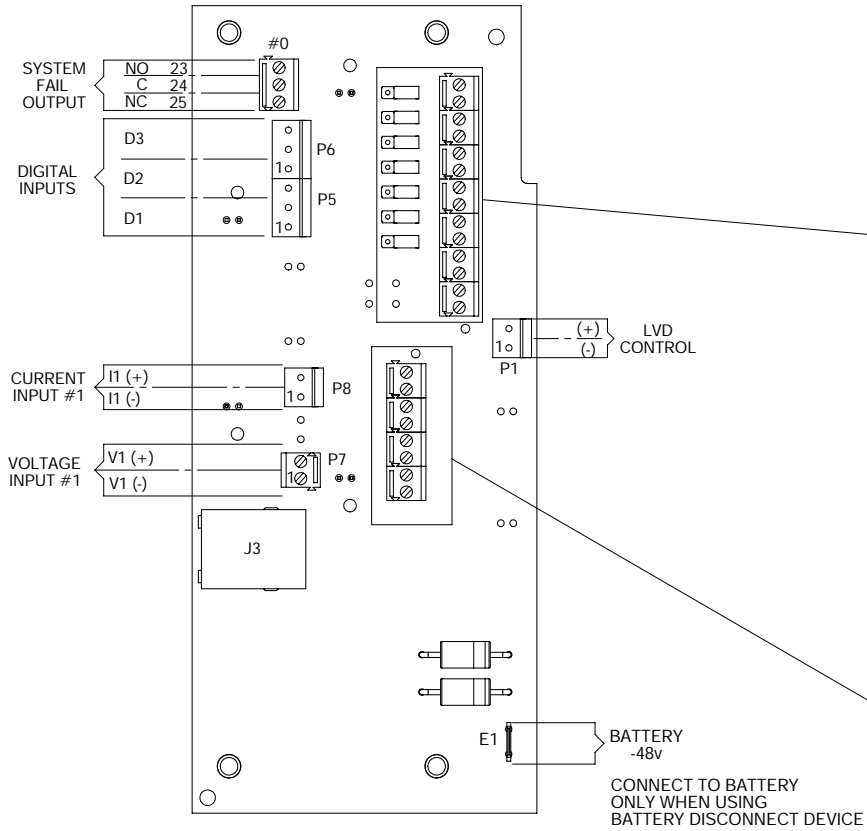 #0
SYSTEM
FAIL
OUTPUT
NO 23
C 24
NC 25
DIGITAL
INPUTS
D3
D2
D1
P6
1
P5
1
(+)
(-)
LVD
CONTROL
1
P1
CURRENT
INPUT #1
I1 (+)
I1 (-)
P8
1
VOLTAGE
INPUT #1
V1 (+)
V1 (-)
P7
1
J3
E1
BATTERY
-48v
CONNECT TO BATTERY
ONLY WHEN USING
BATTERY DISCONNECT DEVICE